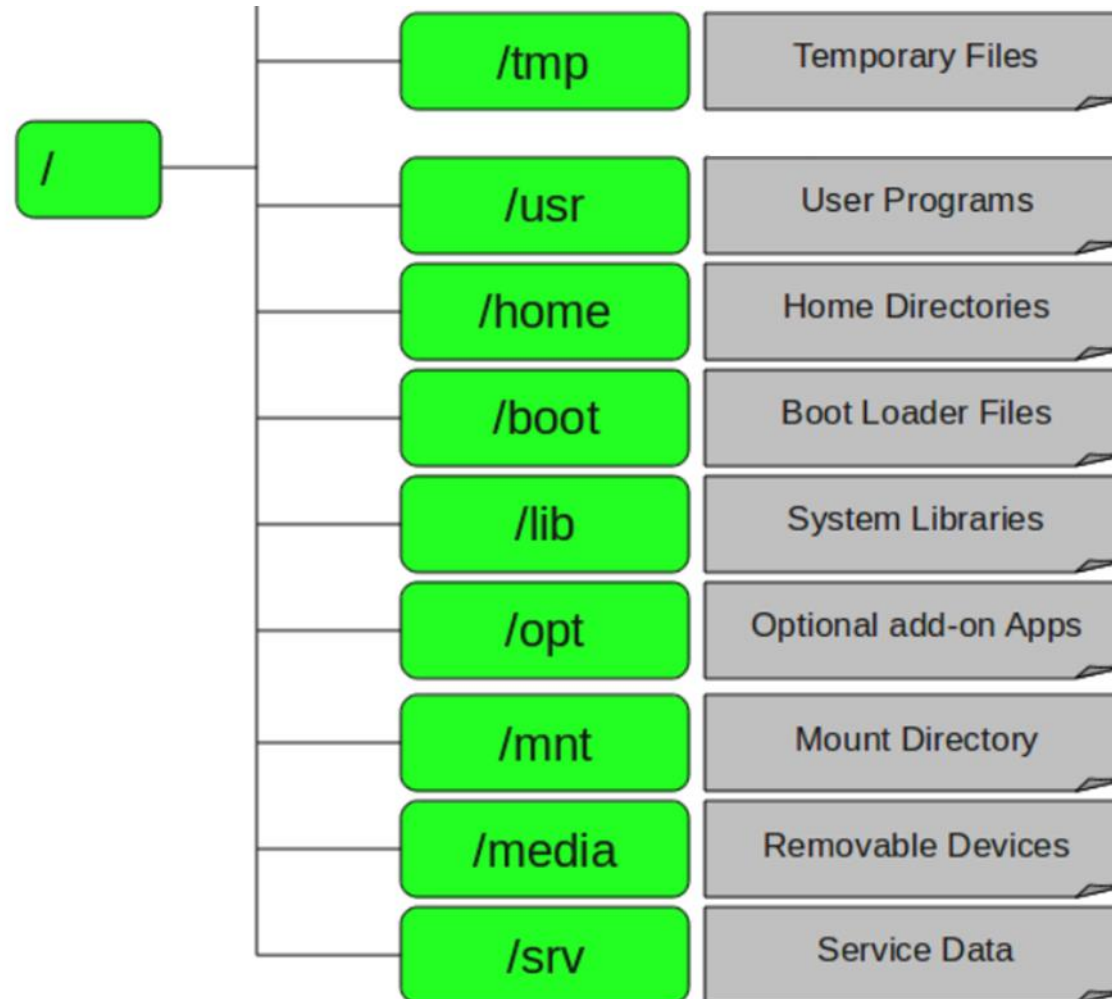 /tmp Temporary Files
/
/usr User Programs
/home Home Directories
/boot Boot Loader Files
/lib System Libraries
/opt Optional add-on Apps
/mnt Mount Directory
/media Removable Devices
/srv Service Data